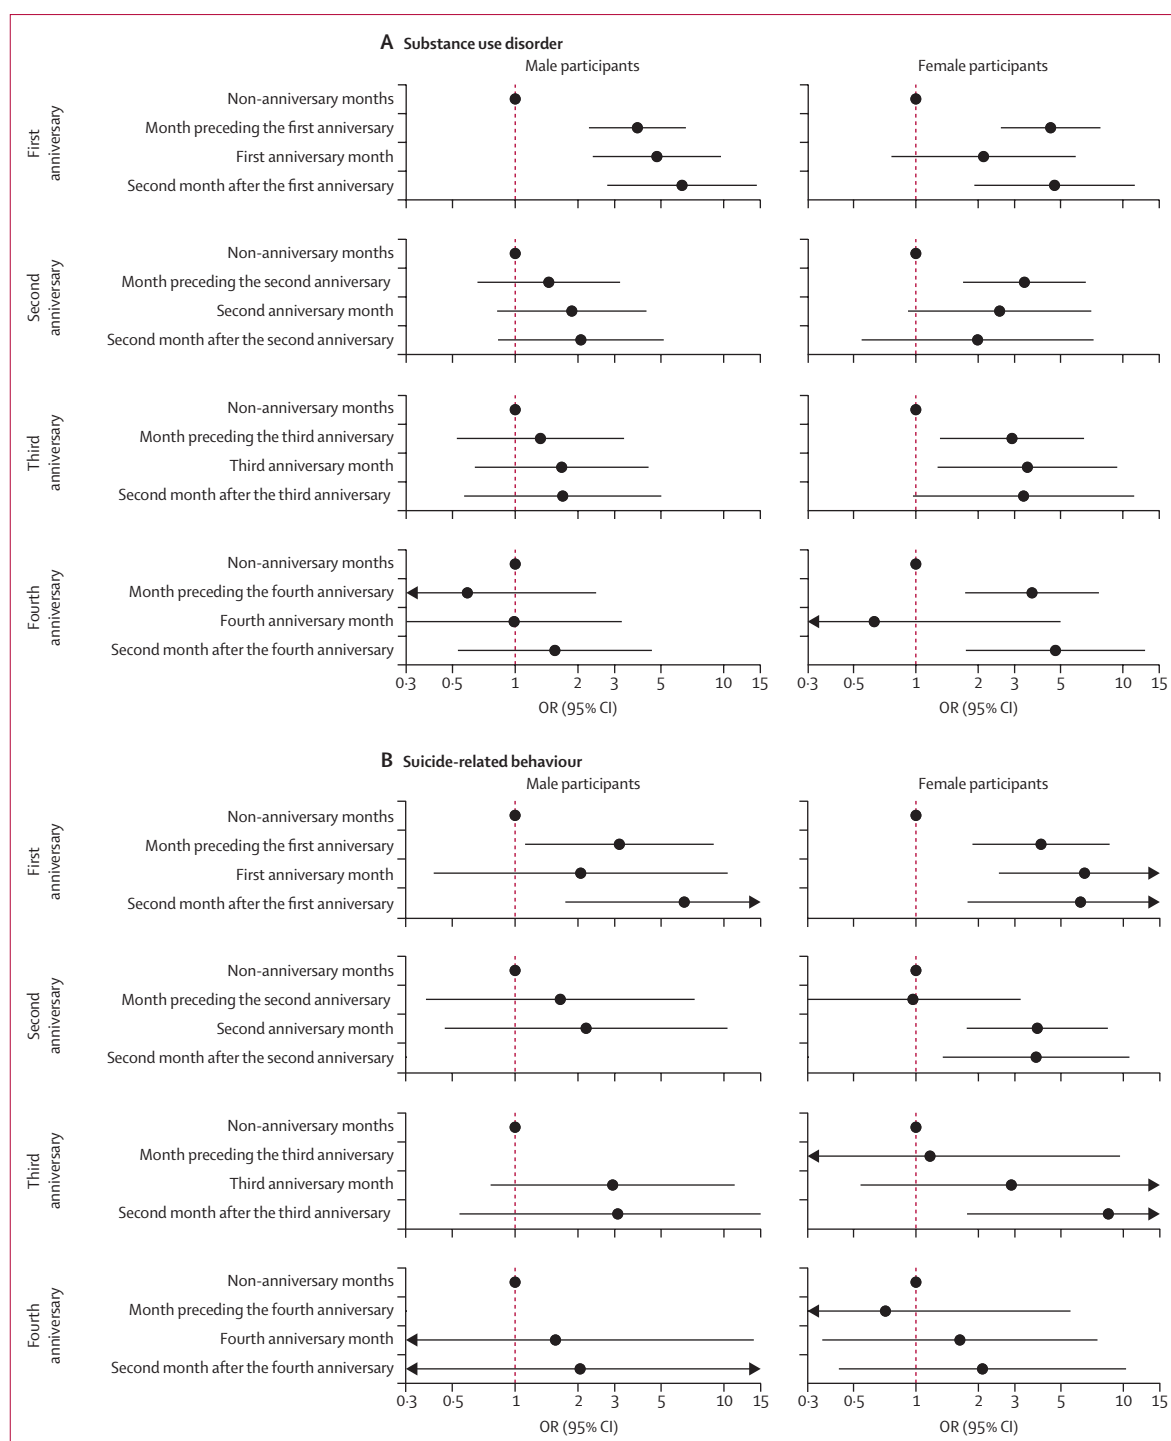 A Substance use disorder
Male participants
Female participants
First
anniversary
Non-anniversary months
Month preceding the first anniversary
First anniversary month
Second month after the first anniversary
Second
anniversary
Non-anniversary months
Month preceding the second anniversary
Second anniversary month
Second month after the second anniversary
Third
anniversary
Non-anniversary months
Month preceding the third anniversary
Third anniversary month
Second month after the third anniversary
Fourth
anniversary
Non-anniversary months
Month preceding the fourth anniversary
Fourth anniversary month
Second month after the fourth anniversary
0·3 0·5 1 2 3 5 10 15
0·3 0·5 1 2 3 5 10 15
OR (95% CI)
OR (95% CI)
B Suicide-related behaviour
Male participants
Female participants
First
anniversary
Non-anniversary months
Month preceding the first anniversary
First anniversary month
Second month after the first anniversary
Second
anniversary
Non-anniversary months
Month preceding the second anniversary
Second anniversary month
Second month after the second anniversary
Third
anniversary
Non-anniversary months
Month preceding the third anniversary
Third anniversary month
Second month after the third anniversary
Fourth
anniversary
Non-anniversary months
Month preceding the fourth anniversary
Fourth anniversary month
Second month after the fourth anniversary
0·3 0·5 1 2 3 5 10 15
0·3 0·5 1 2 3 5 10 15
OR (95% CI)
OR (95% CI)